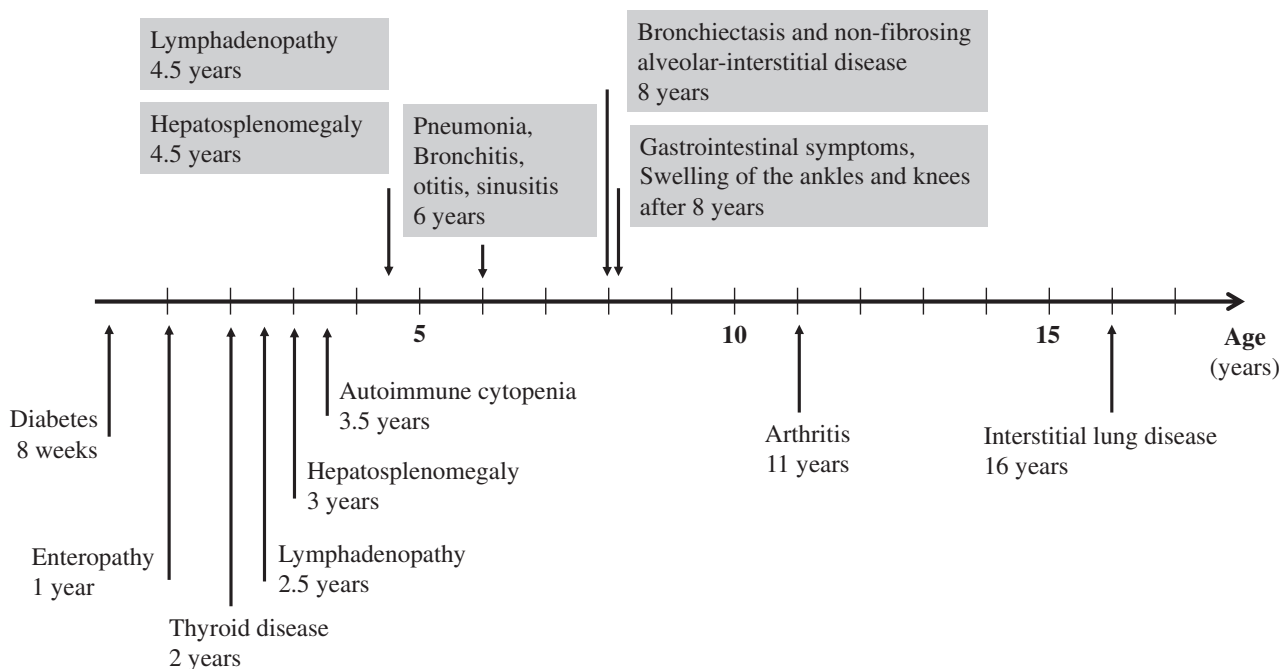 Lymphadenopathy
4.5 years
Hepatosplenomegaly
4.5 years
Pneumonia,
Bronchitis,
otitis, sinusitis
6 years
Bronchiectasis and non-fibrosing
alveolar-interstitial disease
8 years
Gastrointestinal symptoms,
Swelling of the ankles and knees
after 8 years
5
10
15
Age
(years)
Diabetes
8 weeks
Enteropathy
1 year
Thyroid disease
2 years
Lymphadenopathy
2.5 years
Hepatosplenomegaly
3 years
Autoimmune cytopenia
3.5 years
Arthritis
11 years
Interstitial lung disease
16 years